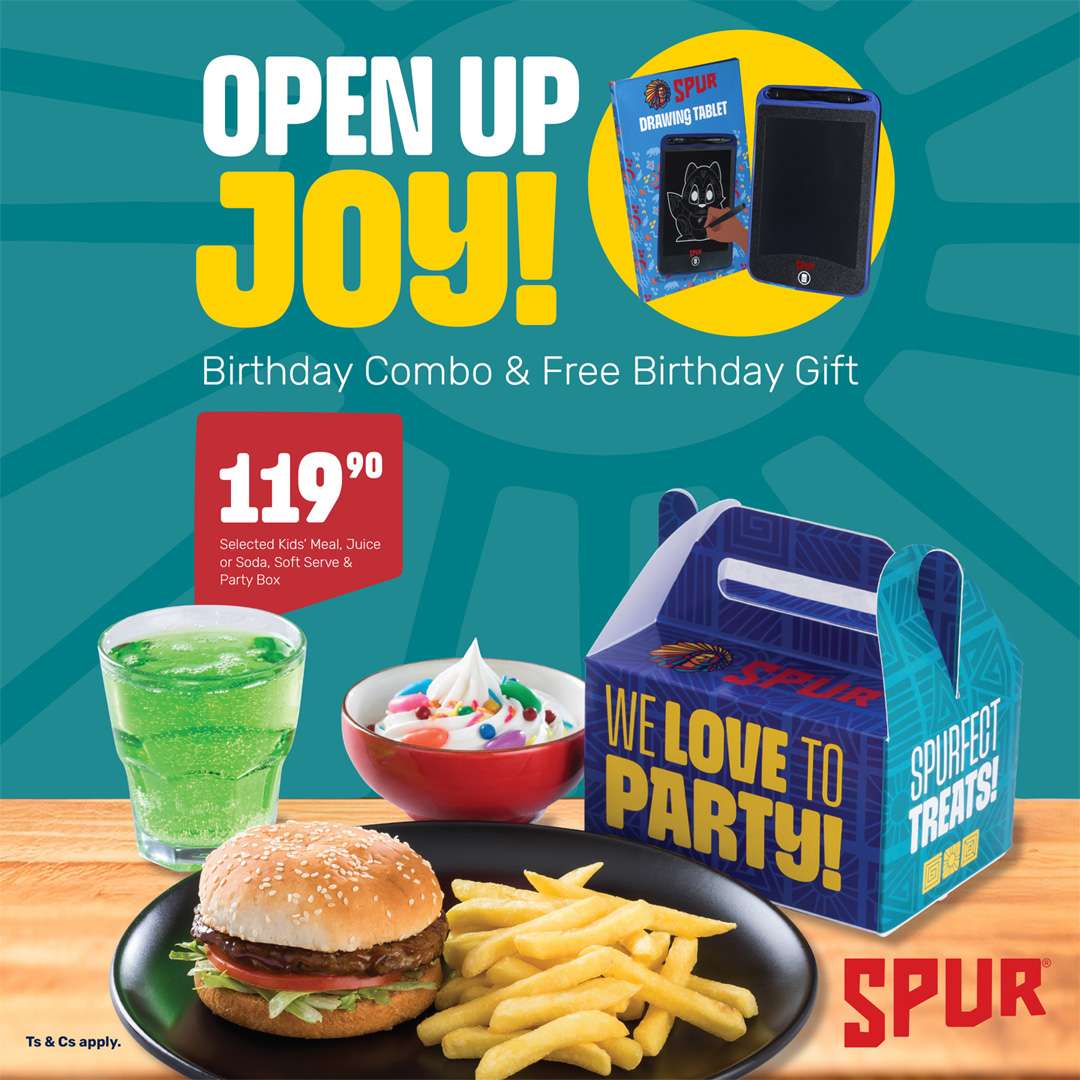 OPEN UP
JOY!
SPUR
DRAWING TABLET
SPUR
SPUR
Birthday Combo & Free Birthday Gift
119⁹⁰
Selected Kids' Meal, Juice
or Soda, Soft Serve &
Party Box
SPUR
WE LOVE TO
PARTY!
SPURFECT
TREATS!
SPUR®
Ts & Cs apply.